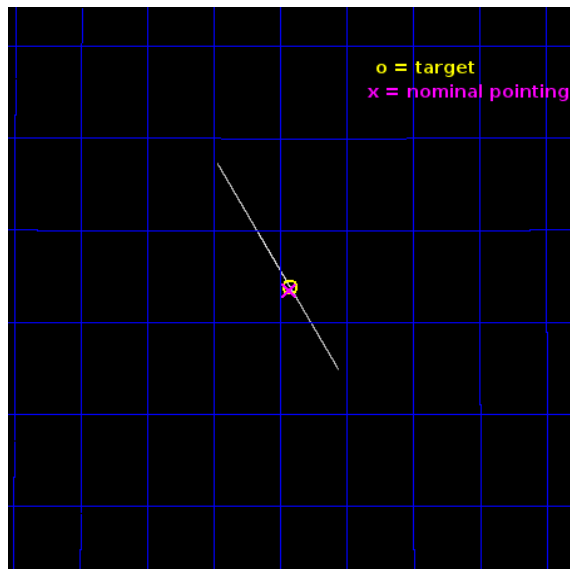 o = target
x = nominal pointing